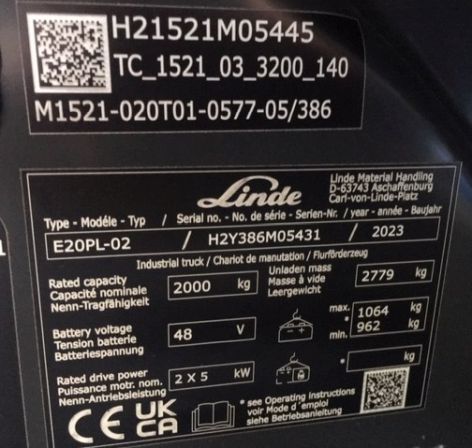 H21521M05445
TC_1521_03_3200_140
M1521-020T01-0577-05/386
Linde
Linde Material Handling
D-63743 Aschaffenburg
Carl-von-Linde-Platz
Type - Modéle - Typ / Serial no. - No. de série - Serien-Nr. / year - année - Baujahr
E20PL-02 / H2Y386M05431 / 2023
Industrial truck / Chariot de manutation / Flurförderzeug
Rated capacity
Capacité nominale
Nenn-Tragfähigkeit
2000 kg
Unladen mass
Masse à vide
Leergewicht
2779 kg
Battery voltage
Tension batterie
Batteriespannung
48 V
max. 1064 kg
* min. 962 kg
Rated drive power
Puissance motr. nom.
Nenn-Antriebsleistung
2 X 5 kW
* kg
CE UK CA
* see Operating instructions
voir Mode d´emploi
siehe Betriebsanleitung